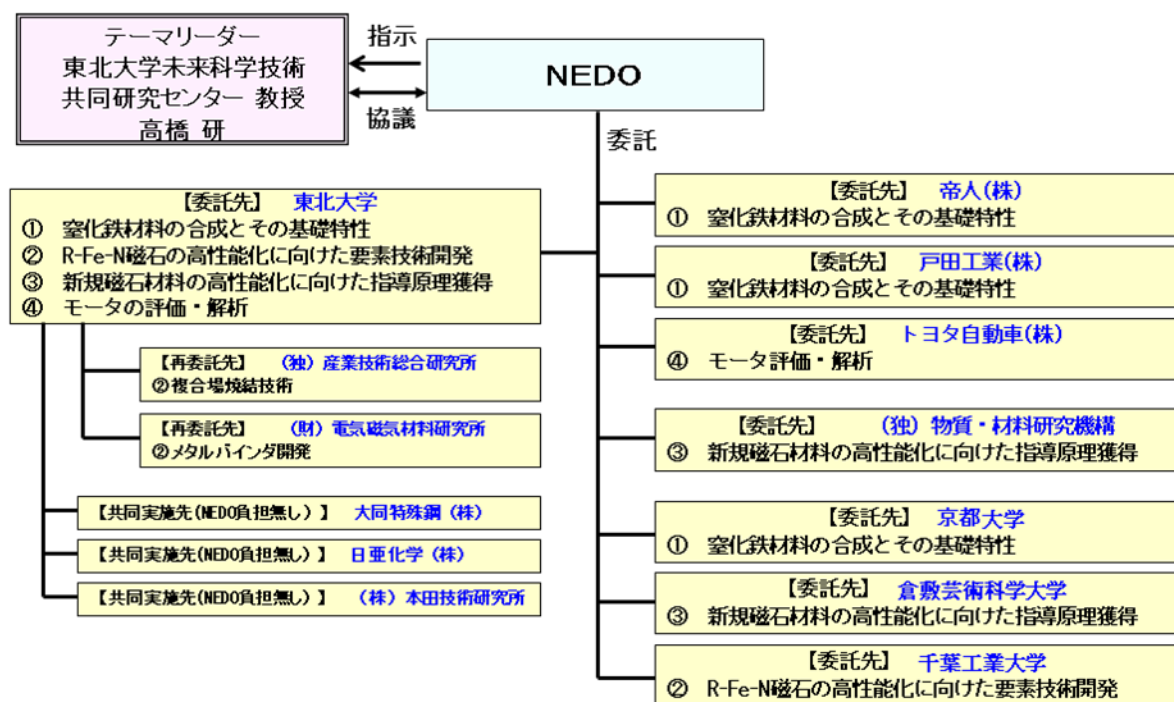 テーマリーダー
東北大学未来科学技術
共同研究センター 教授
高橋 研
指示
協議
NEDO
委託
【委託先】 東北大学
① 窒化鉄材料の合成とその基礎特性
② R-Fe-N磁石の高性能化に向けた要素技術開発
③ 新規磁石材料の高性能化に向けた指導原理獲得
④ モータの評価・解析
【再委託先】 (独)産業技術総合研究所
②複合場焼結技術
【再委託先】 (財)電気磁気材料研究所
②メタルバインダ開発
【共同実施先(NEDO負担無し)】 大同特殊鋼(株)
【共同実施先(NEDO負担無し)】 日亜化学(株)
【共同実施先(NEDO負担無し)】 (株)本田技術研究所
【委託先】 帝人(株)
① 窒化鉄材料の合成とその基礎特性
【委託先】 戸田工業(株)
① 窒化鉄材料の合成とその基礎特性
【委託先】 トヨタ自動車(株)
④ モータ評価・解析
【委託先】 (独)物質・材料研究機構
③ 新規磁石材料の高性能化に向けた指導原理獲得
【委託先】 京都大学
① 窒化鉄材料の合成とその基礎特性
【委託先】 倉敷芸術科学大学
③ 新規磁石材料の高性能化に向けた指導原理獲得
【委託先】 千葉工業大学
② R-Fe-N磁石の高性能化に向けた要素技術開発